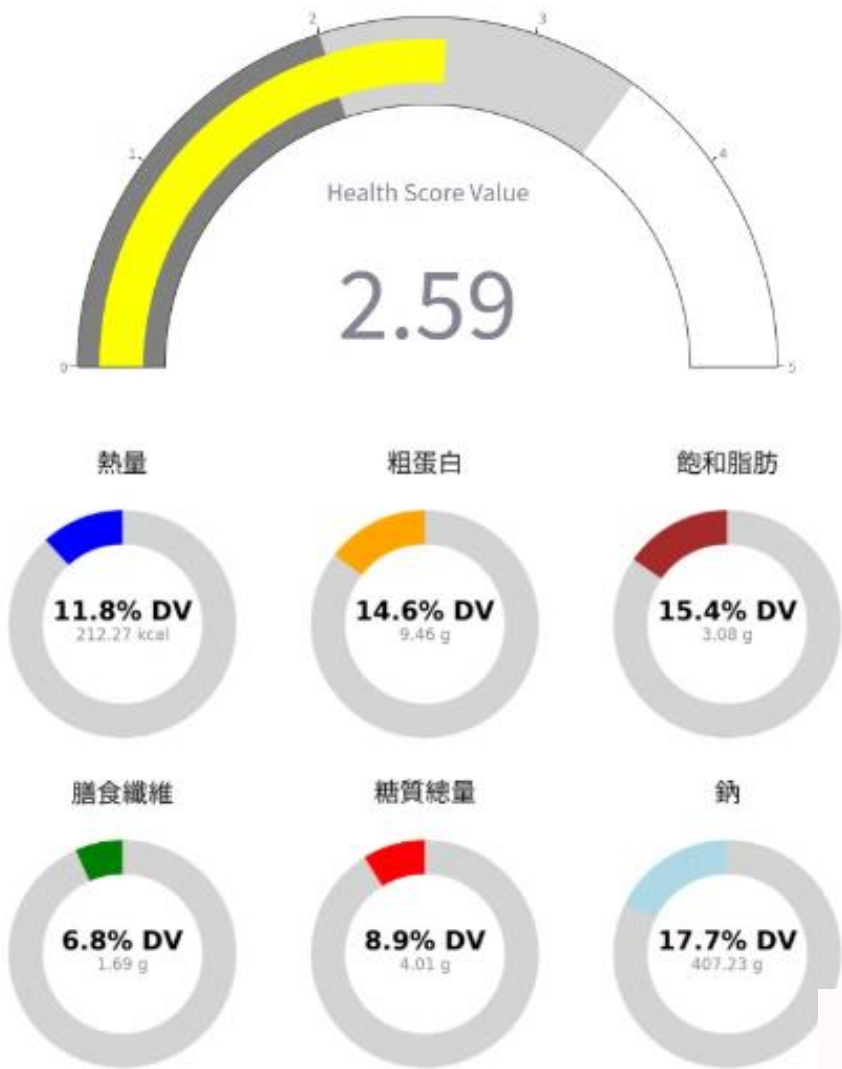 2
3
1
4
Health Score Value
2.59
0
5
熱量
粗蛋白
飽和脂肪
11.8% DV
212.27 kcal
14.6% DV
9.46 g
15.4% DV
3.08 g
膳食纖維
糖質總量
鈉
6.8% DV
1.69 g
8.9% DV
4.01 g
17.7% DV
407.23 g